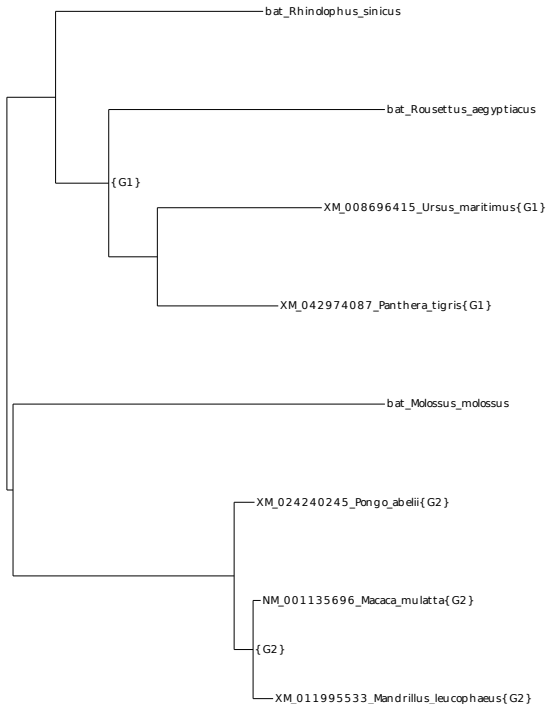 bat_Rhinolophus_sinicus
bat_Rousettus_aegyptiacus
{G1}
XM_008696415_Ursus_maritimus{G1}
XM_042974087_Panthera_tigris{G1}
bat_Molossus_molossus
XM_024240245_Pongo_abelii{G2}
NM_001135696_Macaca_mulatta{G2}
{G2}
XM_011995533_Mandrillus_leucophaeus{G2}